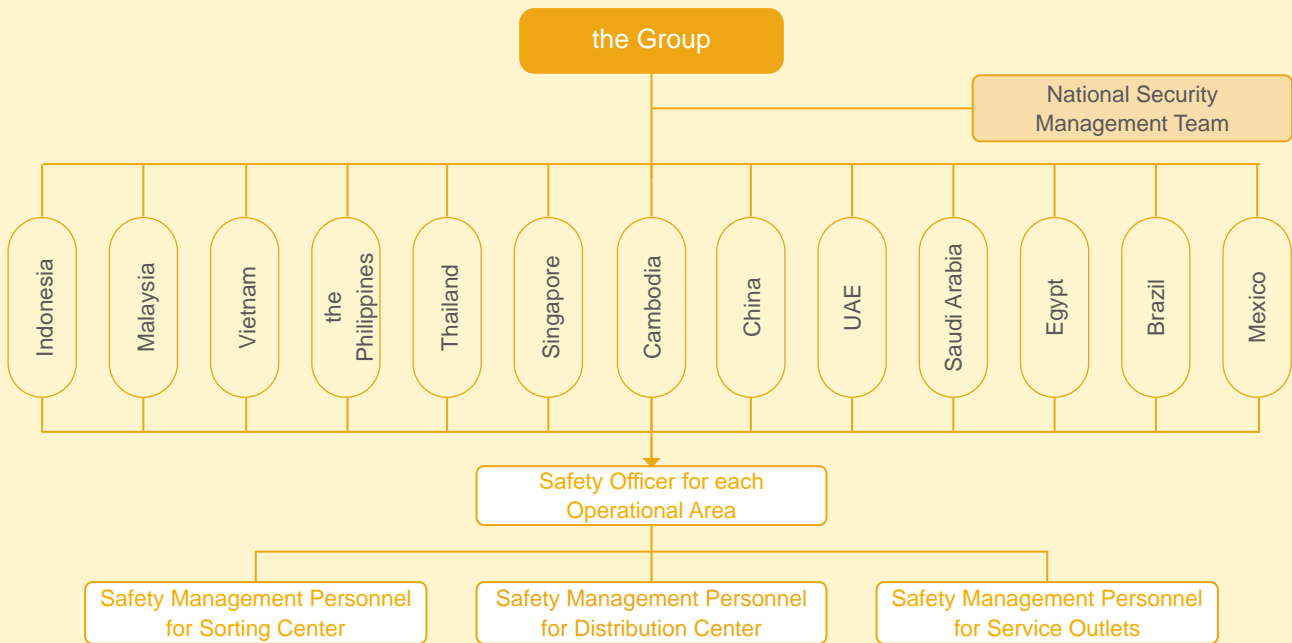 the Group
National Security
Management Team
Indonesia
Malaysia
Vietnam
the
Philippines
Thailand
Singapore
Cambodia
China
UAE
Saudi Arabia
Egypt
Brazil
Mexico
Safety Officer for each
Operational Area
Safety Management Personnel
for Sorting Center
Safety Management Personnel
for Distribution Center
Safety Management Personnel
for Service Outlets